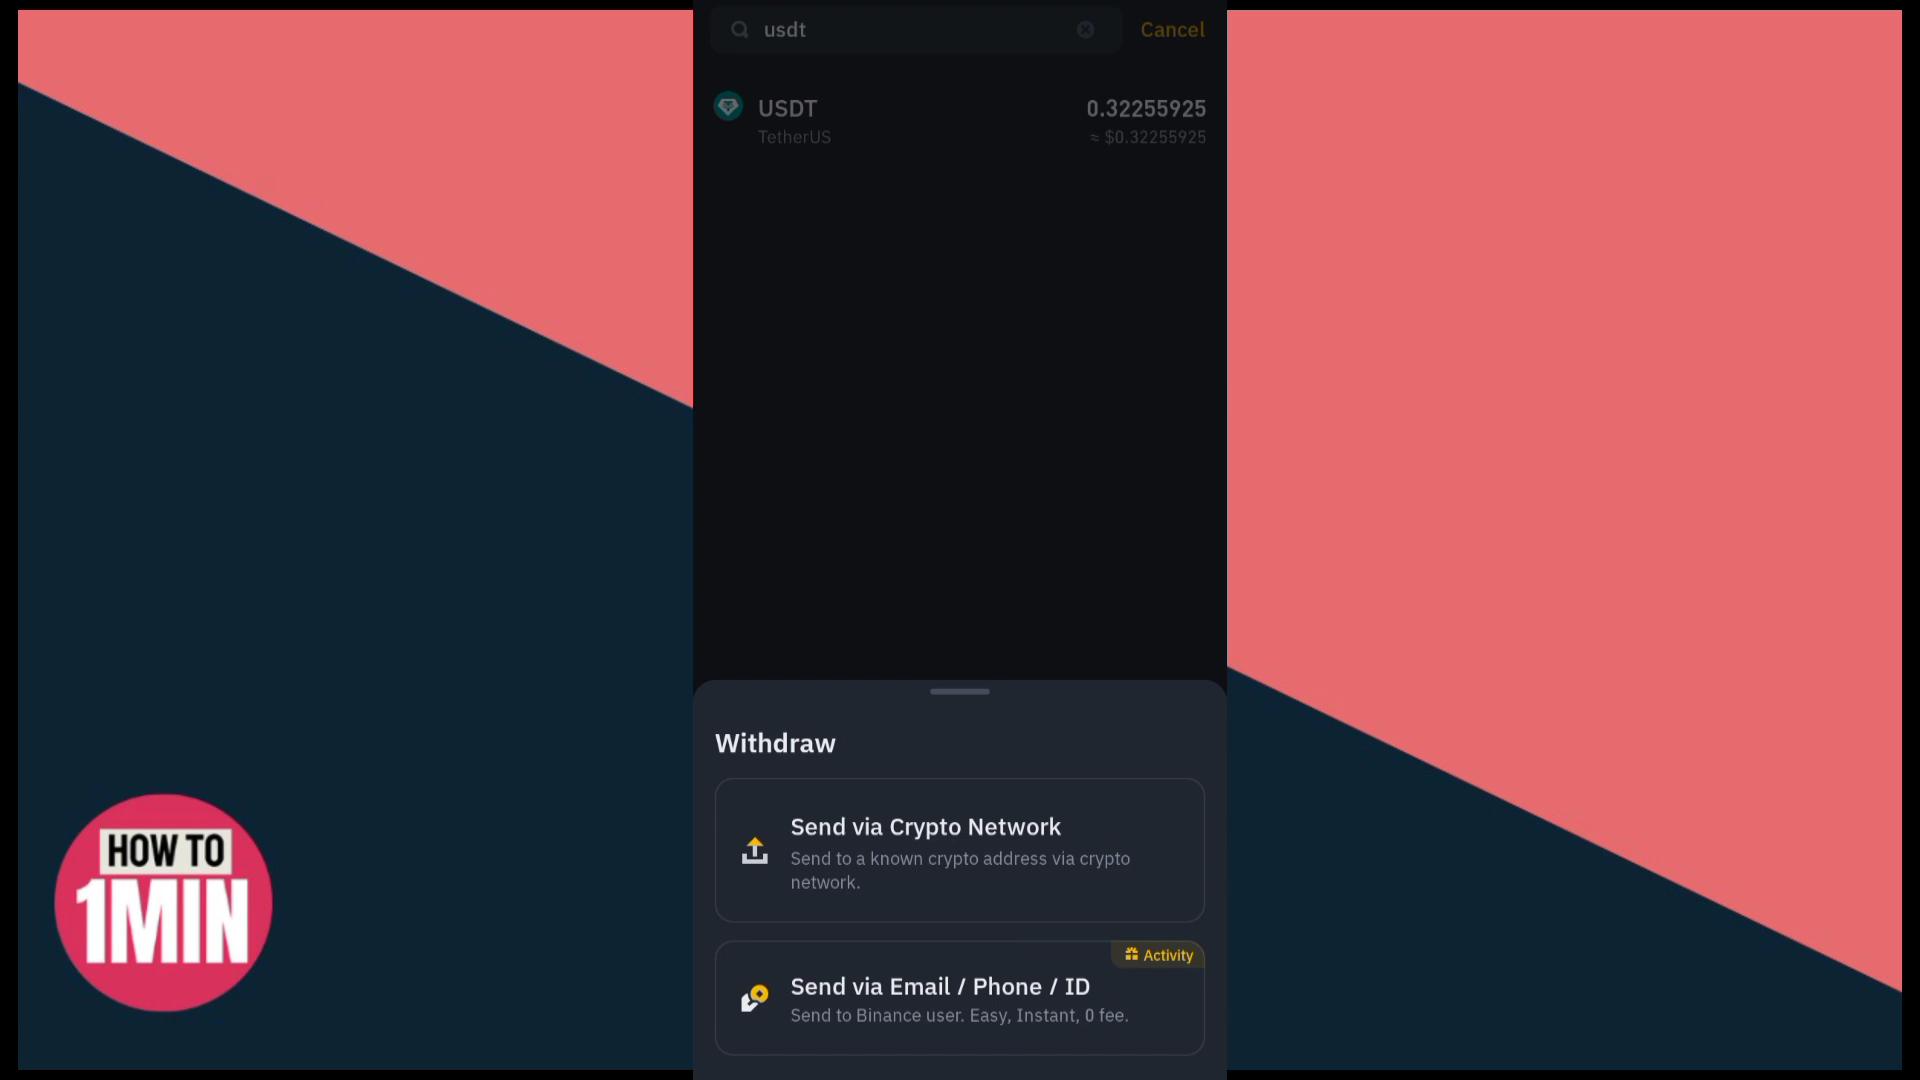 usdt
Cancel
USDT
0.32255925
TetherUS
≈ $0.32255925
Withdraw
Send via Crypto Network
Send to a known crypto address via crypto
network.
Activity
Send via Email / Phone / ID
Send to Binance user. Easy, Instant, 0 fee.
HOW TO
1MIN